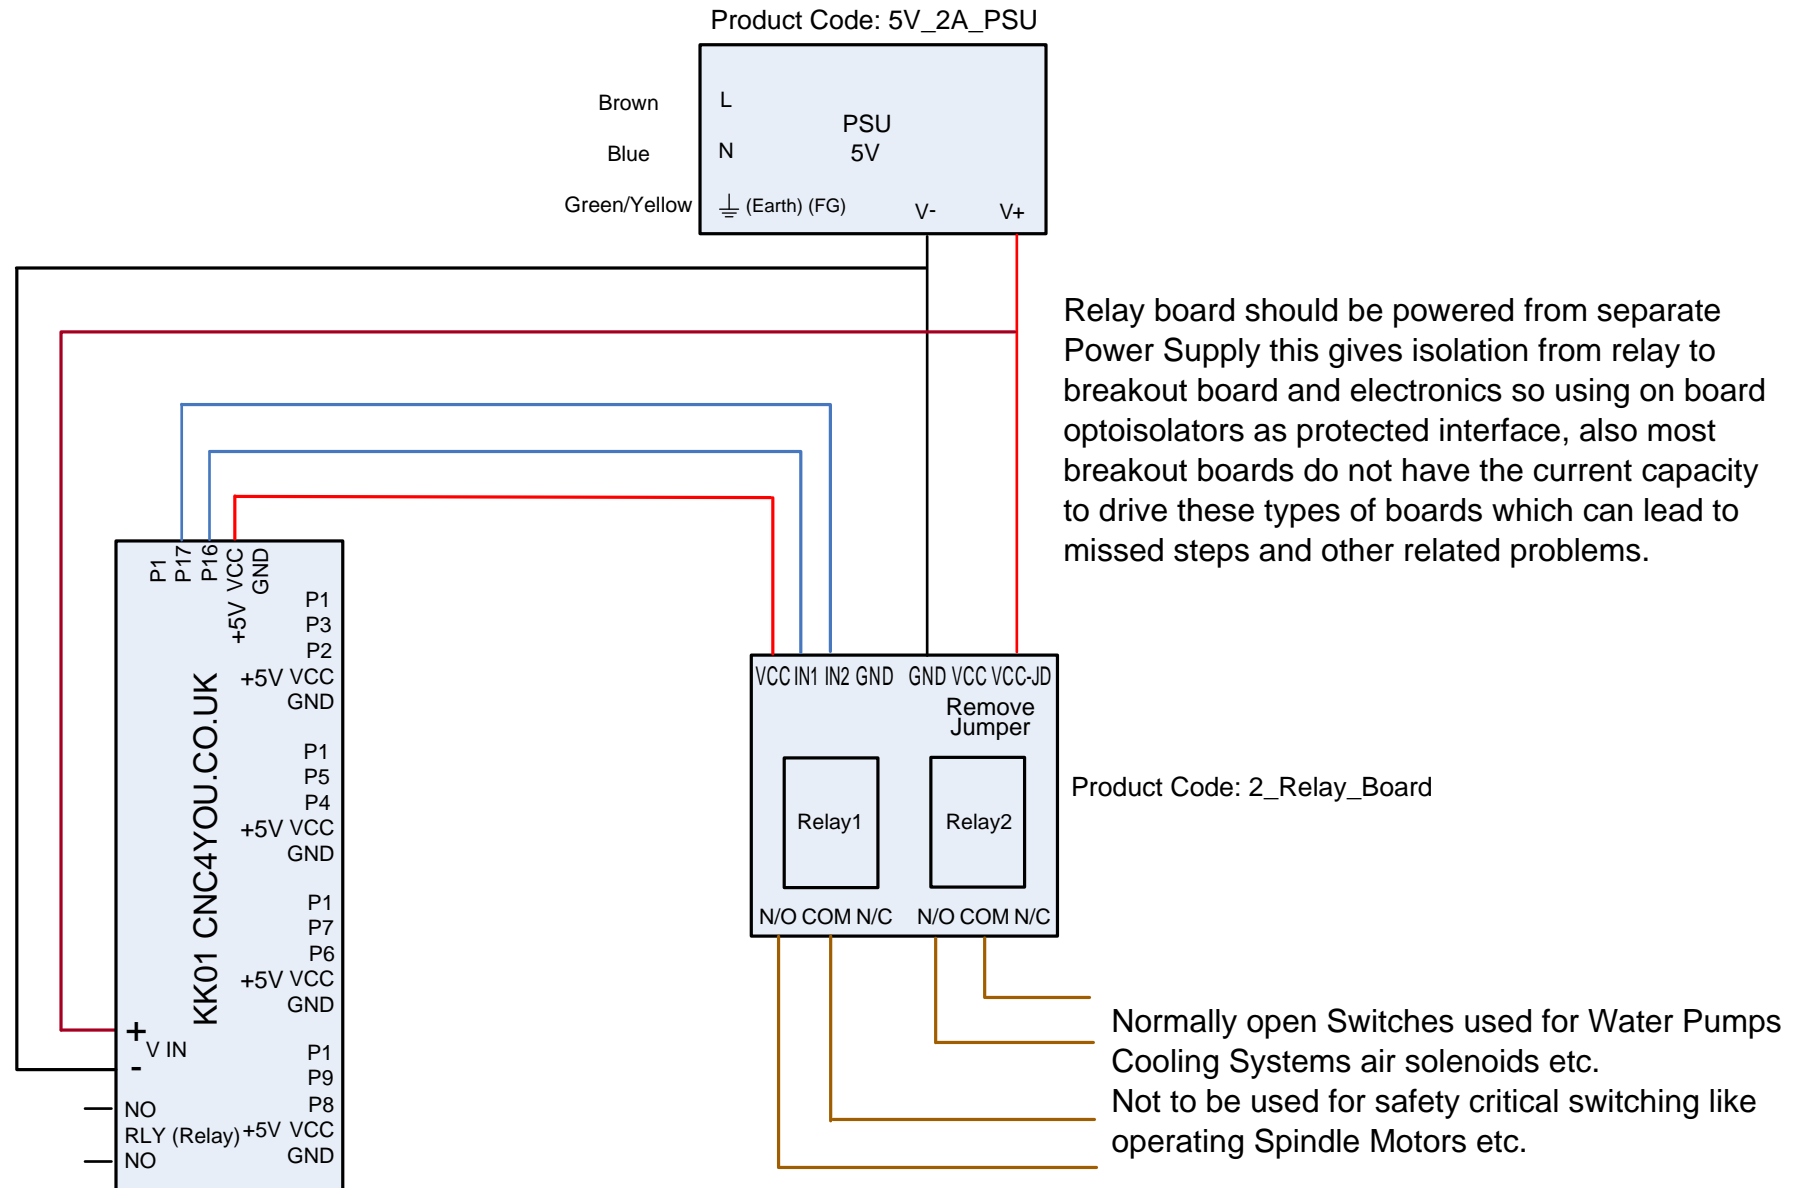 Product Code: 5V_2A_PSU
Brown
L
PSU
5V
Blue
N
Green/Yellow
(Earth) (FG)
V-
V+
Relay board should be powered from separate
Power Supply this gives isolation from relay to
breakout board and electronics so using on board
optoisolators as protected interface, also most
breakout boards do not have the current capacity
to drive these types of boards which can lead to
missed steps and other related problems.
P1
P17
P16
+5V VCC
GND
P1
P3
P2
+5V VCC
GND
P1
P5
P4
+5V VCC
GND
P1
P7
P6
+5V VCC
GND
P1
P9
P8
+5V VCC
GND
KK01 CNC4YOU.CO.UK
+
V IN
-
NO
RLY (Relay)
NO
VCC IN1 IN2 GND GND VCC VCC-JD
Remove
Jumper
Relay1
Relay2
N/O COM N/C N/O COM N/C
Product Code: 2_Relay_Board
Normally open Switches used for Water Pumps
Cooling Systems air solenoids etc.
Not to be used for safety critical switching like
operating Spindle Motors etc.